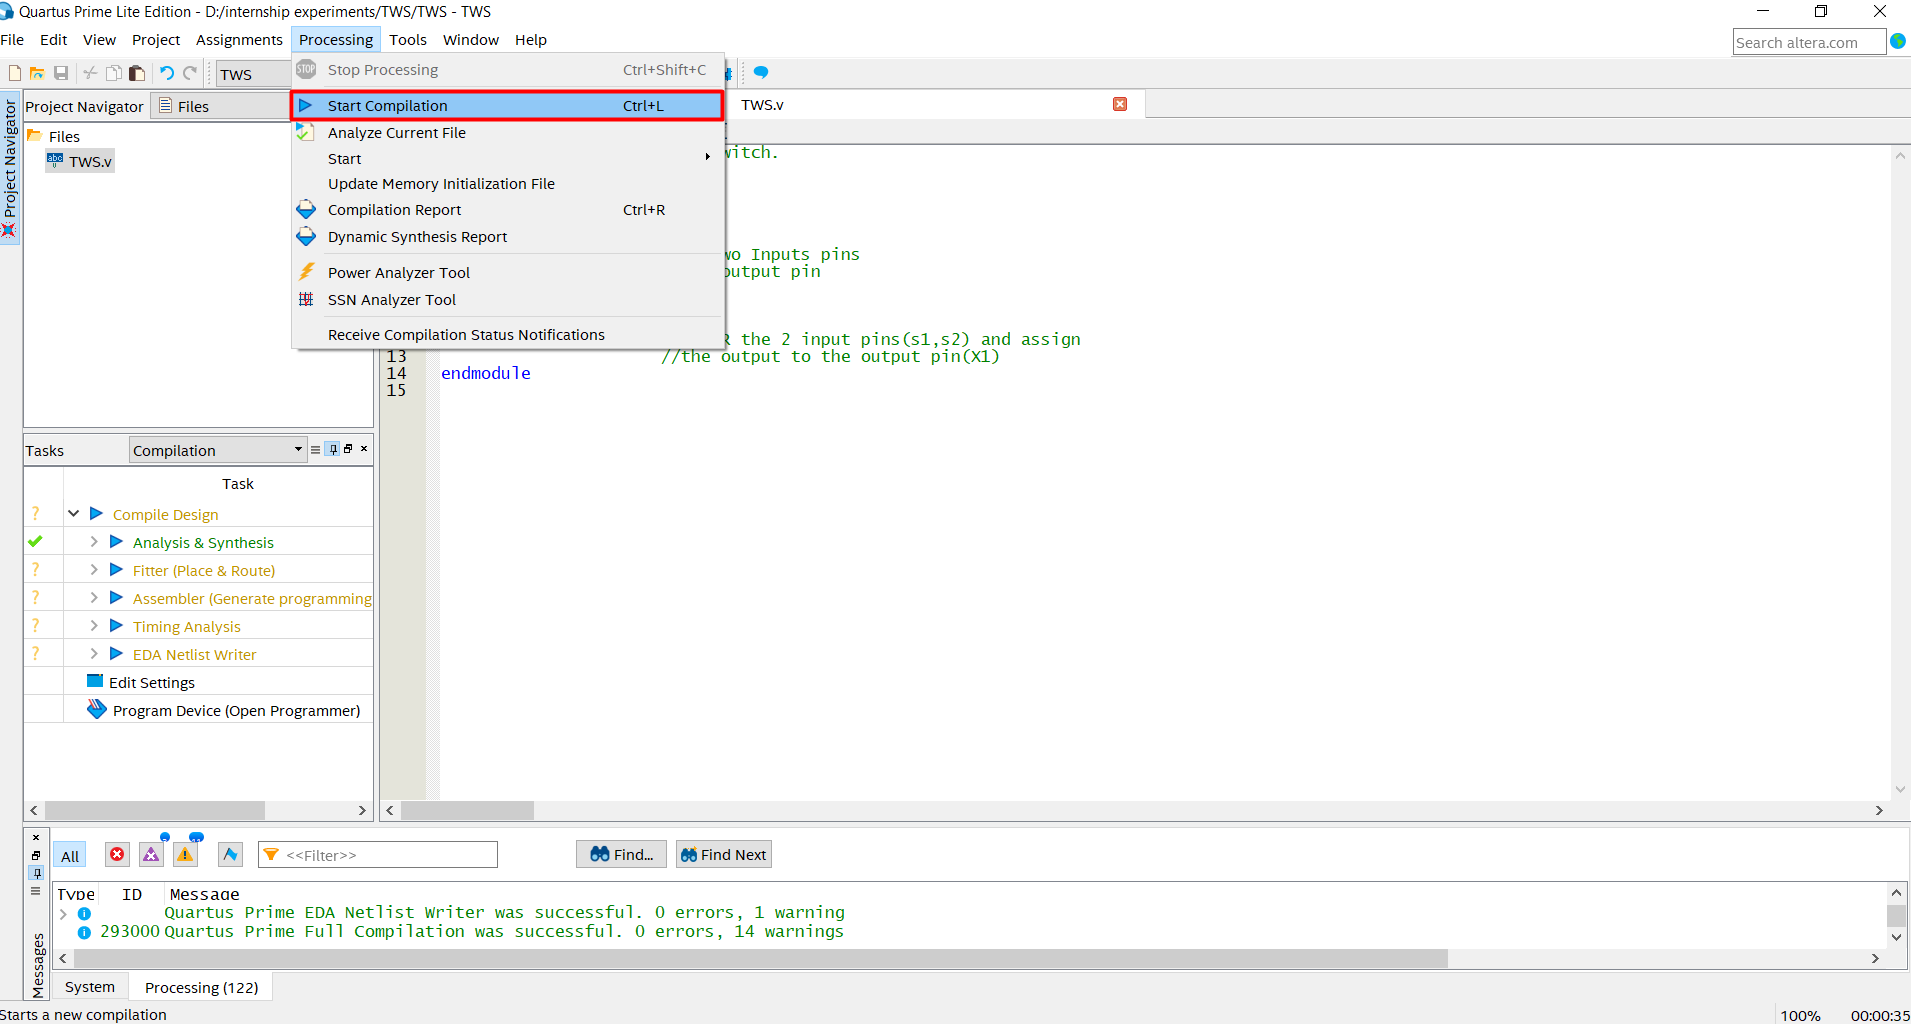 Quartus Prime Lite Edition - D:/internship experiments/TWS/TWS - TWS
File Edit View Project Assignments Processing Tools Window Help
Search altera.com
TWS
Stop Processing Ctrl+Shift+C
Start Compilation Ctrl+L
Analyze Current File
Start
Update Memory Initialization File
Compilation Report Ctrl+R
Dynamic Synthesis Report
Power Analyzer Tool
SSN Analyzer Tool
Receive Compilation Status Notifications
Project Navigator
Project Navigator Files
Files
TWS.v
TWS.v
witch.
wo Inputs pins
output pin
R the 2 input pins(s1,s2) and assign
13 //the output to the output pin(X1)
14 endmodule
15
Tasks Compilation
Task
Compile Design
Analysis & Synthesis
Fitter (Place & Route)
Assembler (Generate programming
Timing Analysis
EDA Netlist Writer
Edit Settings
Program Device (Open Programmer)
Messages
All <<Filter>> Find... Find Next
Type ID Message
Quartus Prime EDA Netlist Writer was successful. 0 errors, 1 warning
293000 Quartus Prime Full Compilation was successful. 0 errors, 14 warnings
System Processing (122)
Starts a new compilation 100% 00:00:35